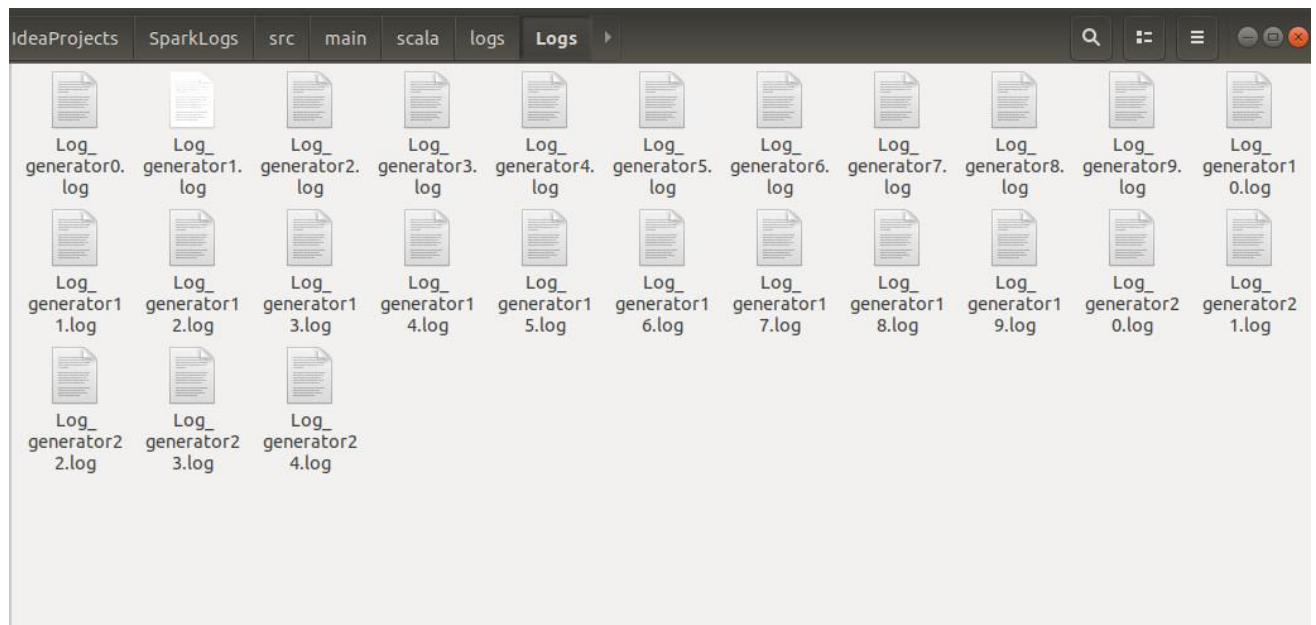 IdeaProjects SparkLogs src main scala logs Logs
Log_ Log_ Log_ Log_ Log_ Log_ Log_ Log_ Log_ Log_ Log_
generator0. generator1. generator2. generator3. generator4. generator5. generator6. generator7. generator8. generator9. generator1
log log log log log log log log log log 0.log
Log_ Log_ Log_ Log_ Log_ Log_ Log_ Log_ Log_ Log_ Log_
generator1 generator1 generator1 generator1 generator1 generator1 generator1 generator1 generator1 generator2 generator2
1.log 2.log 3.log 4.log 5.log 6.log 7.log 8.log 9.log 0.log 1.log
Log_ Log_ Log_
generator2 generator2 generator2
2.log 3.log 4.log